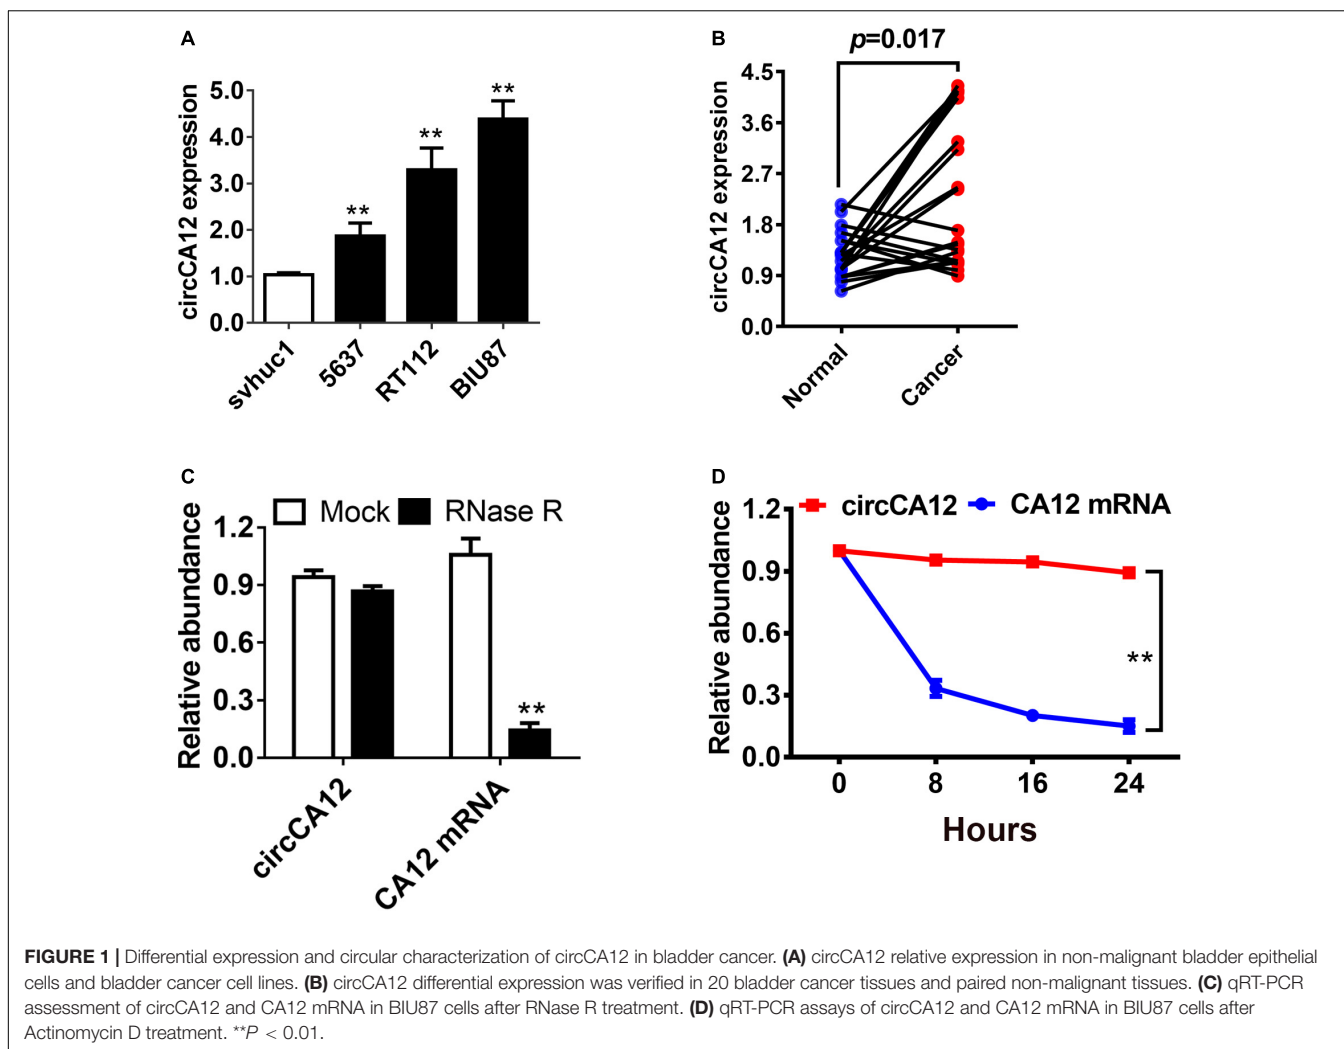 A
circCA12 expression
5.0
4.0
3.0
2.0
1.0
0.0
**
**
**
svhuc1
5637
RT112
BIU87
B
p=0.017
circCA12 expression
4.5
3.6
2.7
1.8
0.9
0.0
Normal
Cancer
C
Mock
RNase R
Relative abundance
1.2
0.9
0.6
0.3
0.0
**
circCA12
CA12 mRNA
D
circCA12
CA12 mRNA
Relative abundance
1.2
0.9
0.6
0.3
0.0
**
0
8
16
24
Hours
FIGURE 1 | Differential expression and circular characterization of circCA12 in bladder cancer. (A) circCA12 relative expression in non-malignant bladder epithelial
cells and bladder cancer cell lines. (B) circCA12 differential expression was verified in 20 bladder cancer tissues and paired non-malignant tissues. (C) qRT-PCR
assessment of circCA12 and CA12 mRNA in BIU87 cells after RNase R treatment. (D) qRT-PCR assays of circCA12 and CA12 mRNA in BIU87 cells after
Actinomycin D treatment. **P < 0.01.